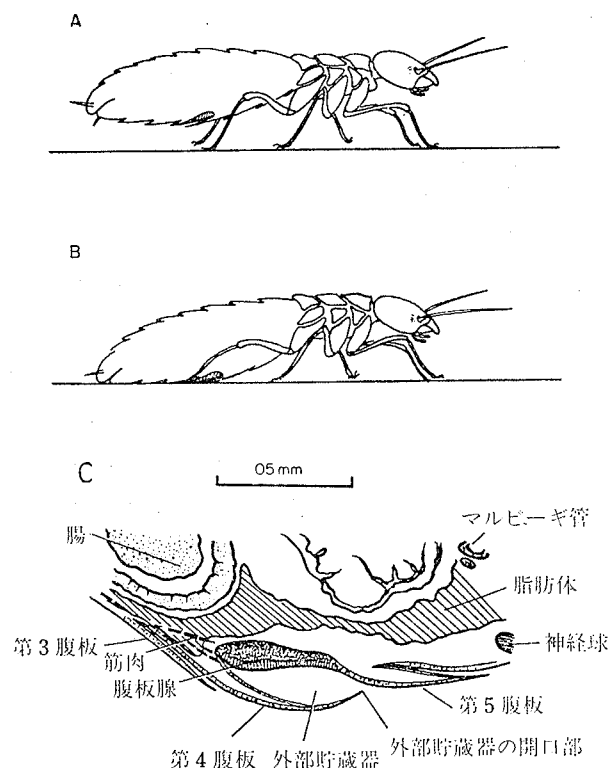 A
B
C
05 mm
マルピーギ管
腸
脂肪体
第3腹板
筋肉
神経球
腹板腺
第5腹板
第4腹板
外部貯蔵器
外部貯蔵器の開口部